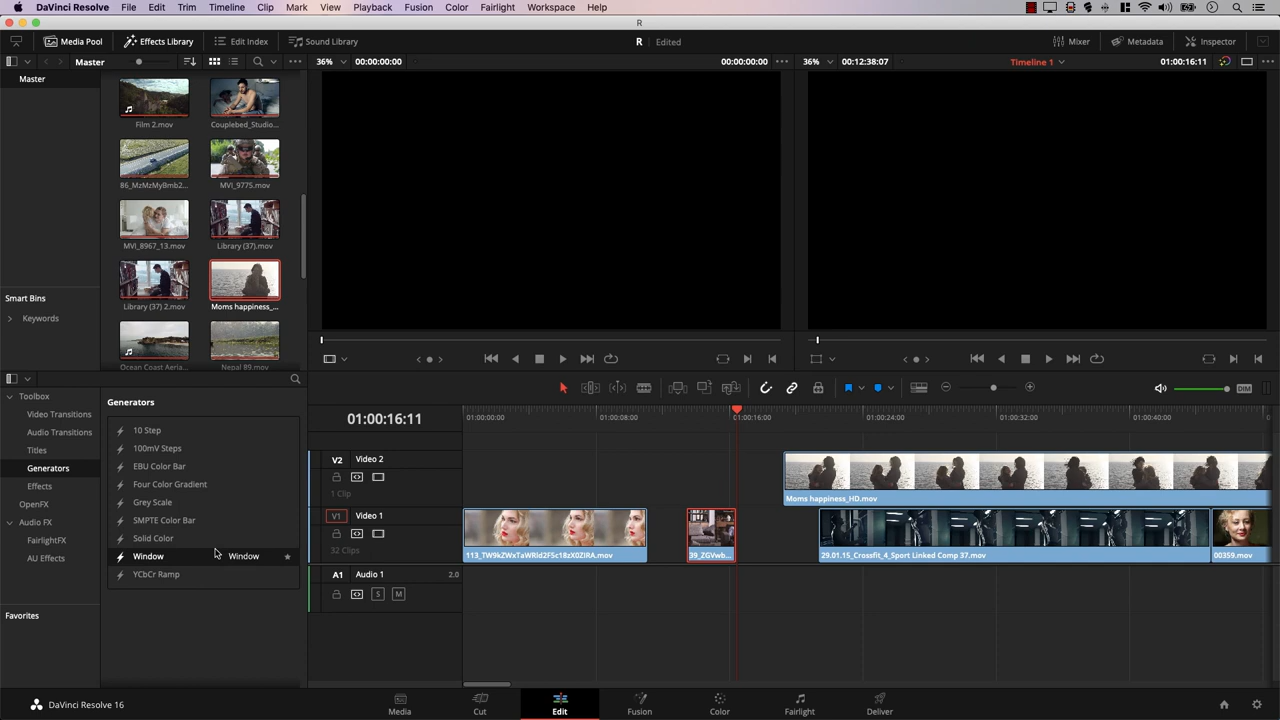 DaVinci Resolve File Edit Trim Timeline Clip Mark View Playback Fusion Color Fairlight Workspace Help
R
Media Pool Effects Library Edit Index Sound Library R Edited Mixer Metadata Inspector
Master 36% 00:00:00:00 00:00:00:00 36% 00:12:38:07 Timeline 1 01:00:16:11
Master
Film 2.mov Couplebed_Studio...
86_MzMzMyBmb2... MVI_9775.mov
MVI_8967_13.mov Library (37).mov
Smart Bins
Library (37) 2.mov Moms happiness_...
Keywords
Ocean Coast Aeria... Nepal 89.mov
Toolbox
Video Transitions
Audio Transitions
Titles
Generators
Effects
OpenFX
Audio FX
FairlightFX
AU Effects
Favorites
Generators
10 Step
100mV Steps
EBU Color Bar
Four Color Gradient
Grey Scale
SMPTE Color Bar
Solid Color
Window Window
YCbCr Ramp
DIM
01:00:16:11 01:00:00:00 01:00:08:00 01:00:16:00 01:00:24:00 01:00:32:00 01:00:40:00
V2 Video 2
1 Clip
Moms happiness_HD.mov
V1 Video 1
32 Clips
113_TW9kZWxTaWRld2F5c18zX0ZIRA.mov 39_ZGVwb... 29.01.15_Crossfit_4_Sport Linked Comp 37.mov 00359.mov
A1 Audio 1 2.0
S M
DaVinci Resolve 16
Media Cut Edit Fusion Color Fairlight Deliver